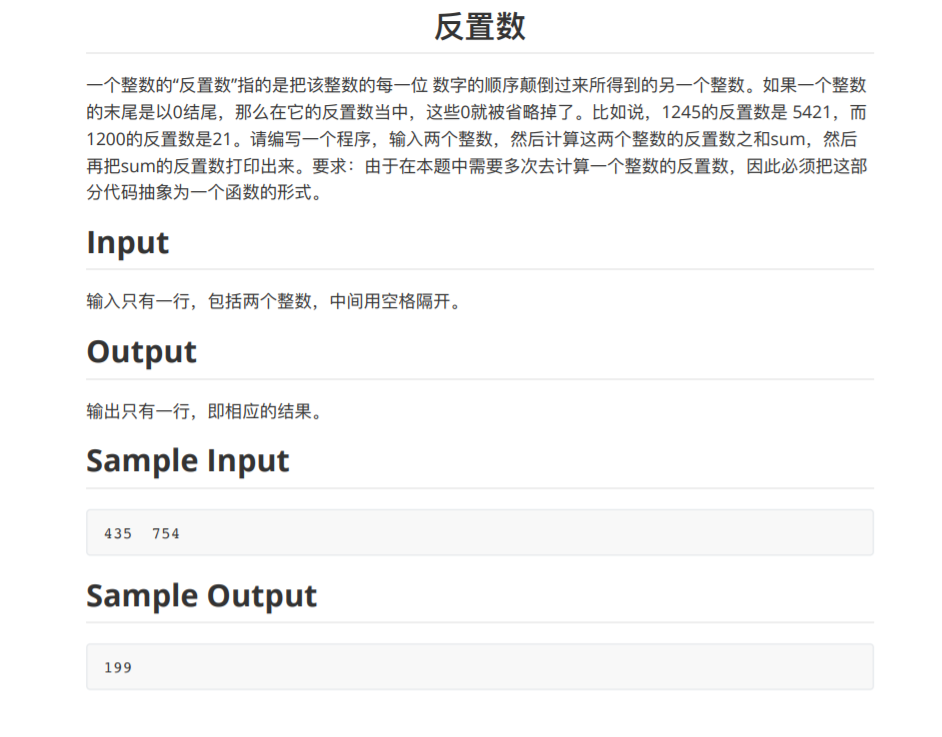 反置数
一个整数的“反置数”指的是把该整数的每一位 数字的顺序颠倒过来所得到的另一个整数。如果一个整数
的末尾是以0结尾，那么在它的反置数当中，这些0就被省略掉了。比如说，1245的反置数是 5421，而
1200的反置数是21。请编写一个程序，输入两个整数，然后计算这两个整数的反置数之和sum，然后
再把sum的反置数打印出来。要求：由于在本题中需要多次去计算一个整数的反置数，因此必须把这部
分代码抽象为一个函数的形式。
Input
输入只有一行，包括两个整数，中间用空格隔开。
Output
输出只有一行，即相应的结果。
Sample Input
435  754
Sample Output
199